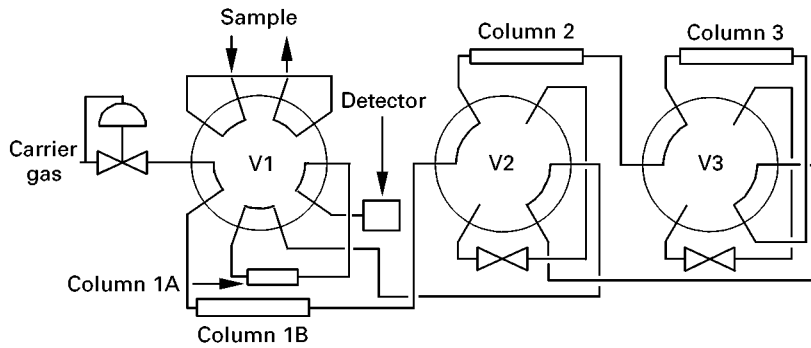 Sample
Column 2
Column 3
Detector
Carrier
gas
V1
V2
V3
Column 1A
Column 1B